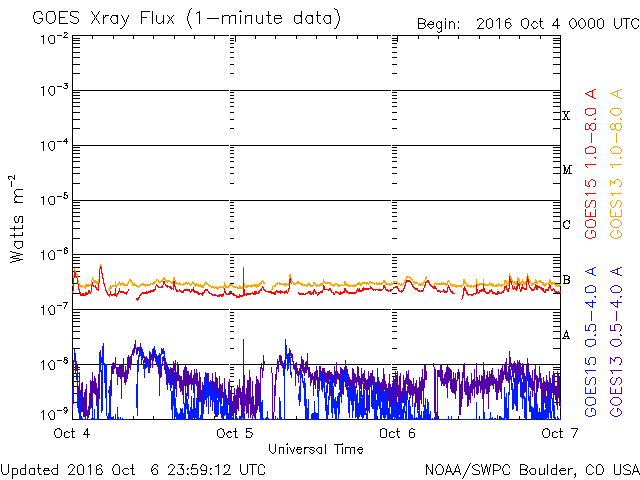 GOES Xray Flux (1-minute data)
Begin: 2016 Oct 4 0000 UTC
10⁻²
10⁻³
10⁻⁴
10⁻⁵
10⁻⁶
10⁻⁷
10⁻⁸
10⁻⁹
Watts m⁻²
X
M
C
B
A
GOES15 1.0-8.0 A
GOES13 1.0-8.0 A
GOES15 0.5-4.0 A
GOES13 0.5-4.0 A
Oct 4 Oct 5 Oct 6 Oct 7
Universal Time
Updated 2016 Oct 6 23:59:12 UTC
NOAA/SWPC Boulder, CO USA